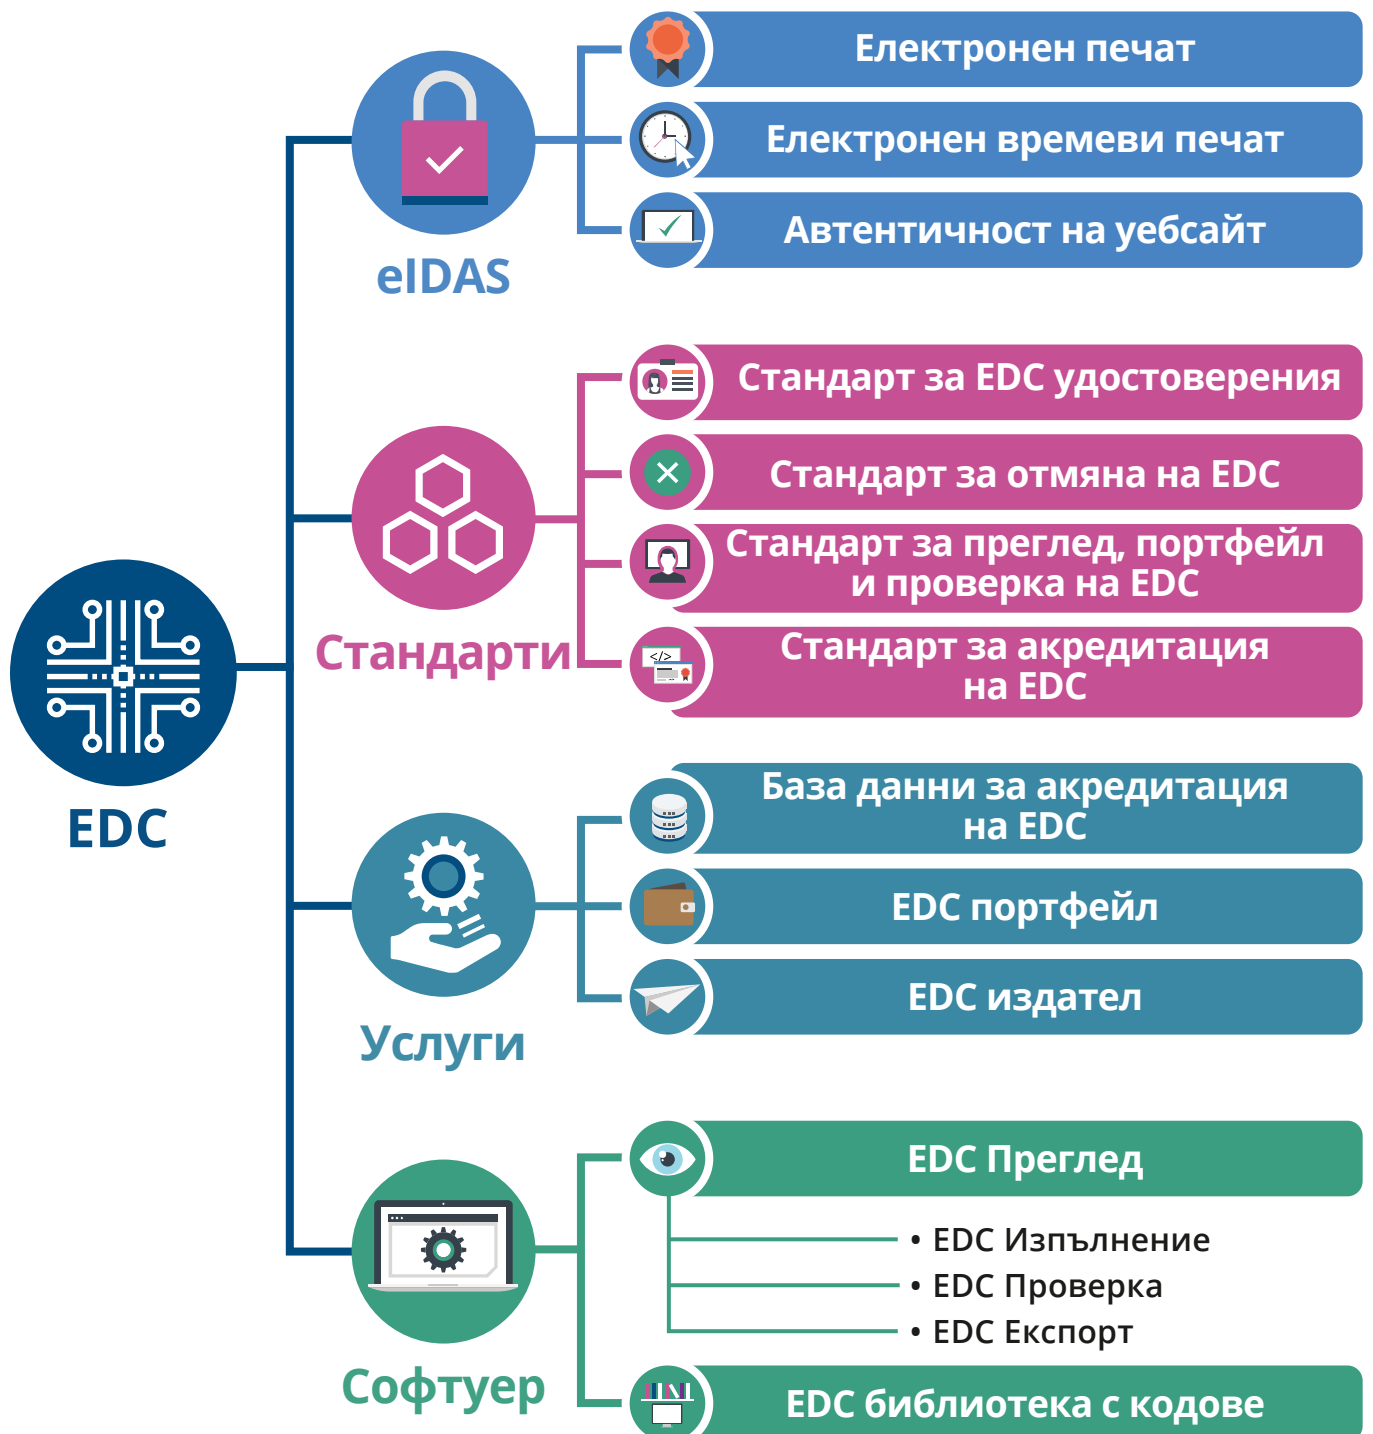 Електронен печат
Електронен времеви печат
Автентичност на уебсайт
eIDAS
Стандарт за EDC удостоверения
Стандарт за отмяна на EDC
Стандарт за преглед, портфейл
и проверка на EDC
Стандарт за акредитация
на EDC
</>
Стандарти
EDC
База данни за акредитация
на EDC
EDC портфейл
EDC издател
Услуги
EDC Преглед
• EDC Изпълнение
• EDC Проверка
• EDC Експорт
EDC библиотека с кодове
Софтуер